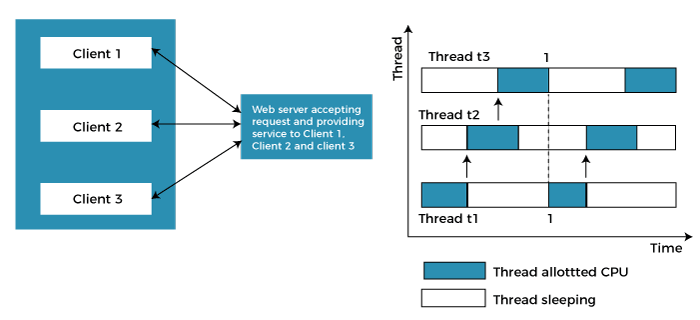 Client 1
Client 2
Client 3
Web server accepting
request and providing
service to Client 1.
Client 2 and client 3
Thread
Thread t3
1
Thread t2
Thread t1
1
Time
Thread allottted CPU
Thread sleeping